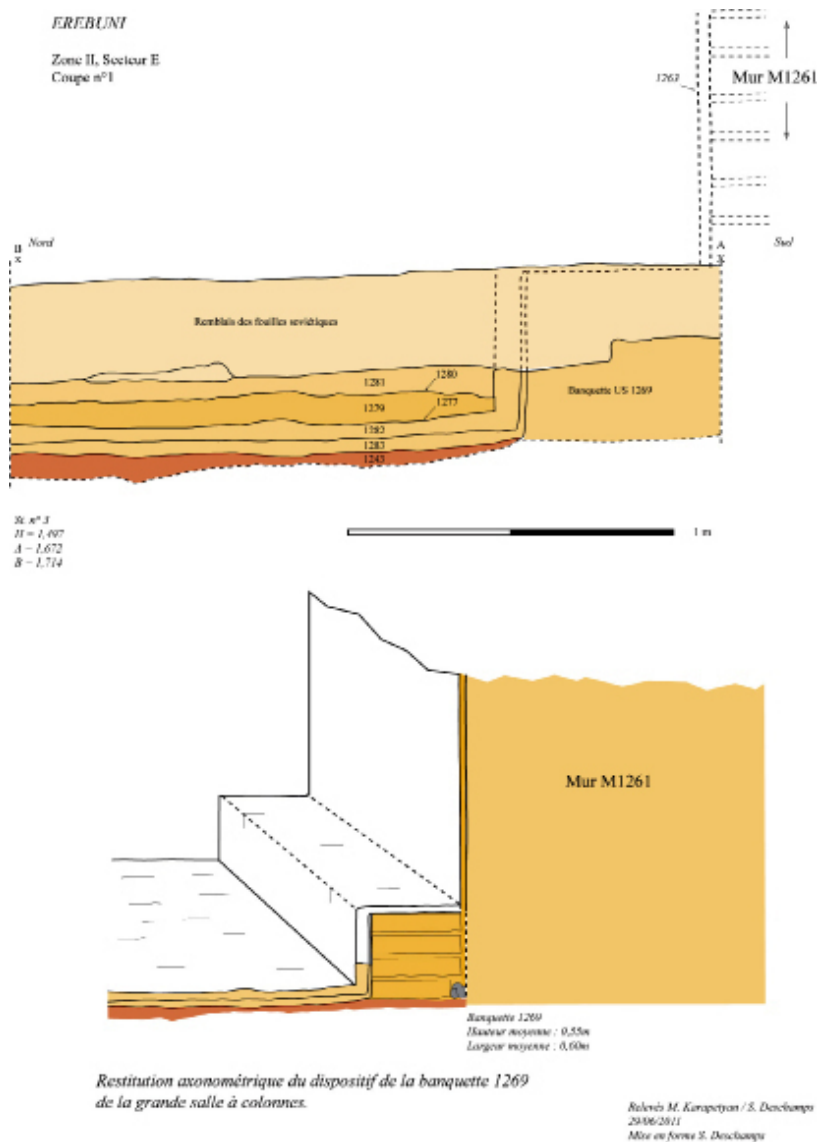 EREBUNI
Zone II, Secteur E
Coupe n°1
1263
Mur M1261
Nord
A
x
Sud
x
Remblais des fouilles soviétiques
1281
1280
1279
1277
Banquette US 1269
1282
1283
1243
St. n° 3
H = 1,497
A = 1,672
B = 1,714
1 m
Mur M1261
Banquette 1269
Hauteur moyenne : 0,55m
Largeur moyenne : 0,60m
Restitution axonométrique du dispositif de la banquette 1269
de la grande salle à colonnes.
Relevés M. Karapetyan / S. Deschamps
29/06/2011
Mise en forme S. Deschamps